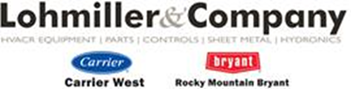 Lohmiller&Company
HVACR EQUIPMENT | PARTS | CONTROLS | SHEET METAL | HYDRONICS
Carrier bryant
Carrier West Rocky Mountain Bryant